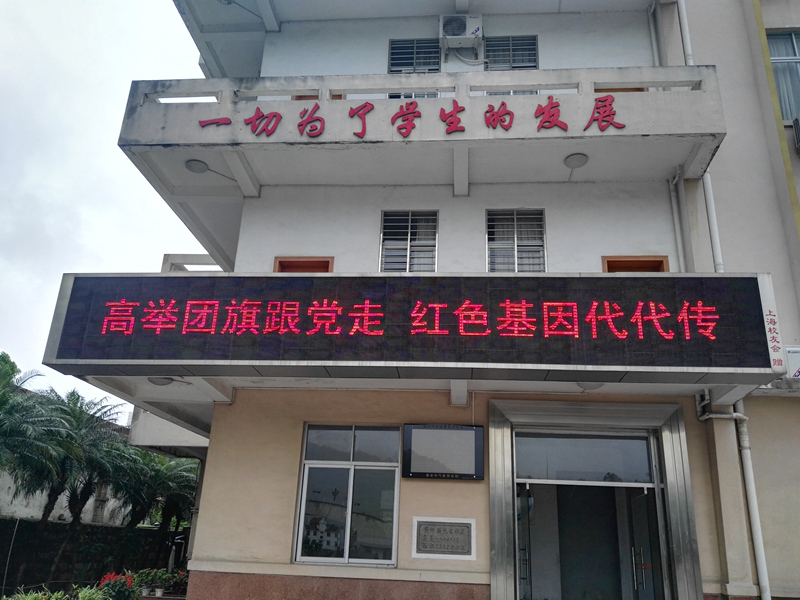 一切为了学生的发展
高举团旗跟党走 红色基因代代传
上海校友会 赠